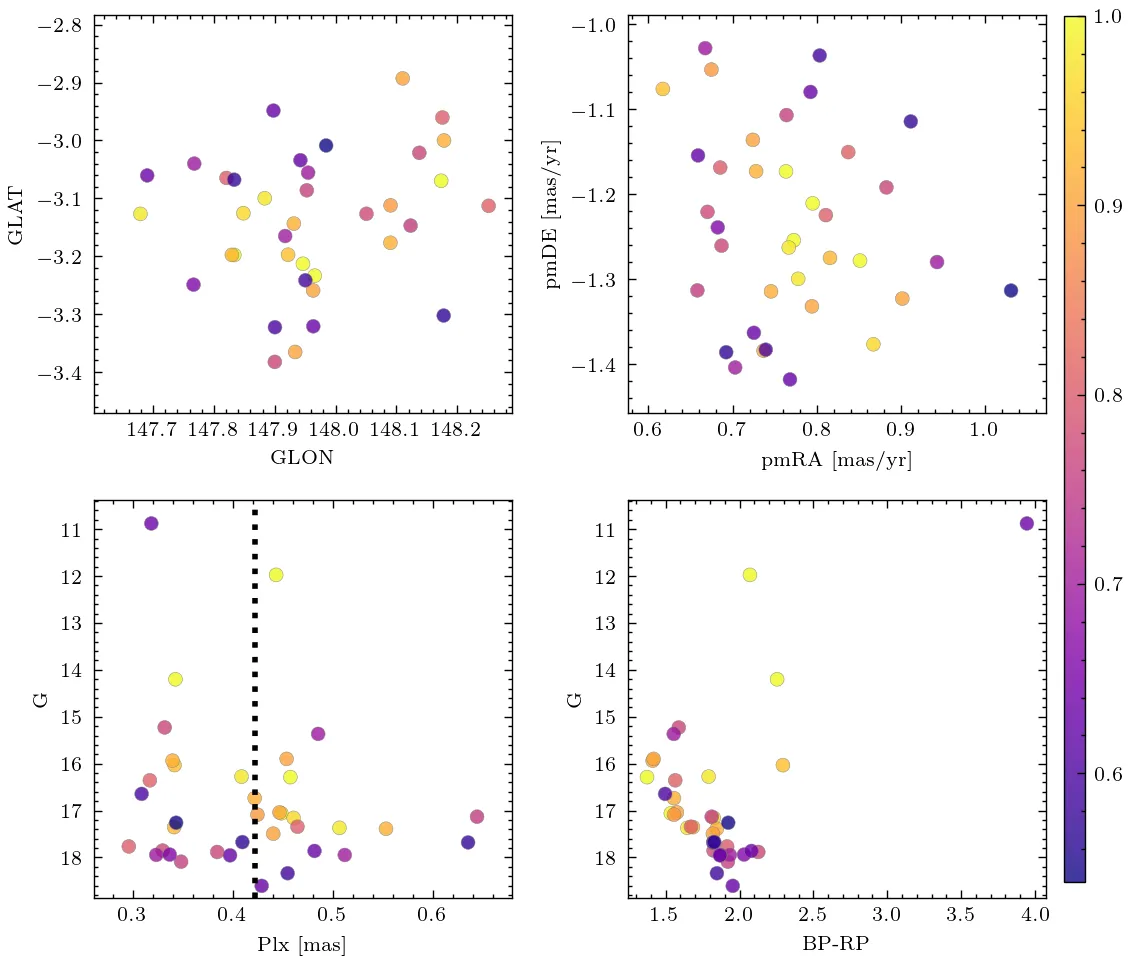 −2.8
−2.9
−3.0
−3.1
−3.2
−3.3
−3.4
GLAT
147.7 147.8 147.9 148.0 148.1 148.2
GLON
−1.0
−1.1
−1.2
−1.3
−1.4
pmDE [mas/yr]
0.6 0.7 0.8 0.9 1.0
pmRA [mas/yr]
11
12
13
14
15
16
17
18
G
0.3 0.4 0.5 0.6
Plx [mas]
11
12
13
14
15
16
17
18
G
1.5 2.0 2.5 3.0 3.5 4.0
BP-RP
1.0
0.9
0.8
0.7
0.6